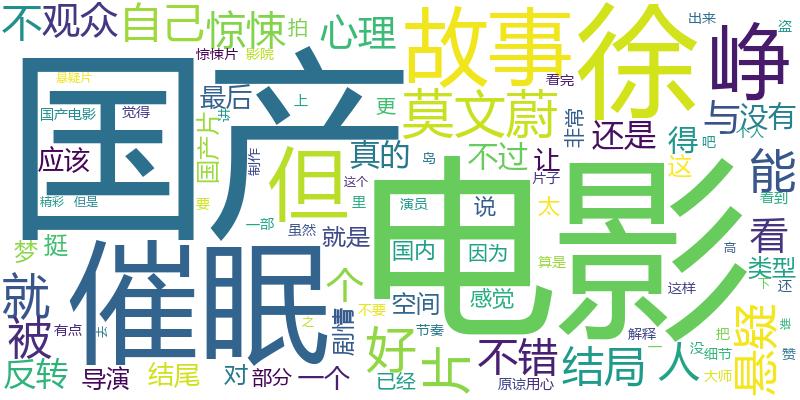 不 观众 自己 惊悚 拍 心理 故事 徐 峥 出来 盗
惊悚片 影院
悬疑片 最后 上 更 莫文蔚 看完 与 没有
国产 国产电影 觉得 非常 还是 得 吧 个人
国产片 但 真的 不过 让 这 能
应该 制作 岛 片子
精彩 但是 要 这个 里 演员 说 太 看到
电影 一部 虽然 就是 国内 因为 看
梦 挺 算是 高 类型
催眠 个 空间 感觉 这样 下 还
就 剧情 之 不要 悬疑
被 有点 去 好 节奏 片 不错 解释 把 谁
结局 人 没 细节 赞
反转 导演 结尾 对 部分 一个 已经 原谅用心 大师 一